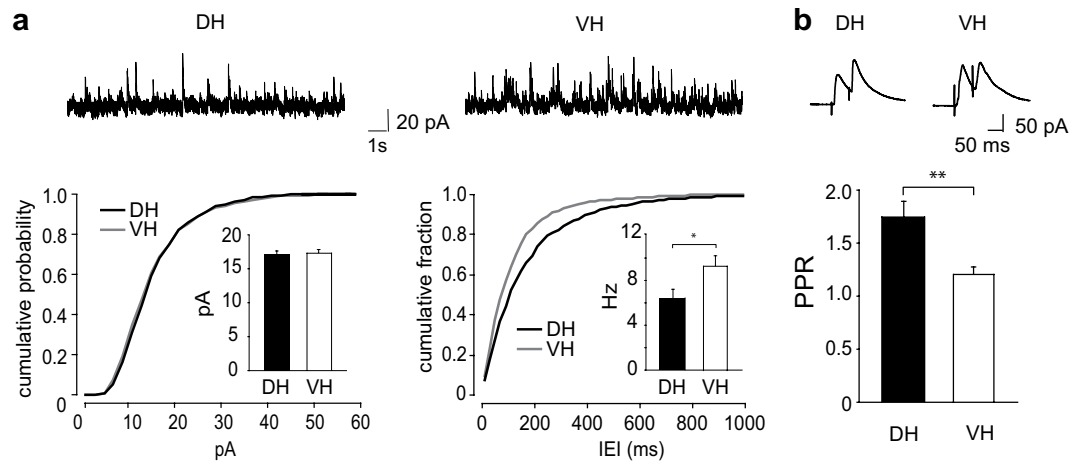 a
DH
VH
b
DH
VH
20 pA
1s
50 pA
50 ms
cumulative probability
1.0
0.8
0.6
0.4
0.2
0
DH
VH
pA
20
15
10
5
0
DH
VH
0
10
20
30
40
50
60
pA
cumulative fraction
1.0
0.8
0.6
0.4
0.2
0
DH
VH
Hz
12
8
4
0
*
DH
VH
0
200
400
600
800
1000
IEI (ms)
PPR
2.0
1.5
1.0
0.5
0
**
DH
VH